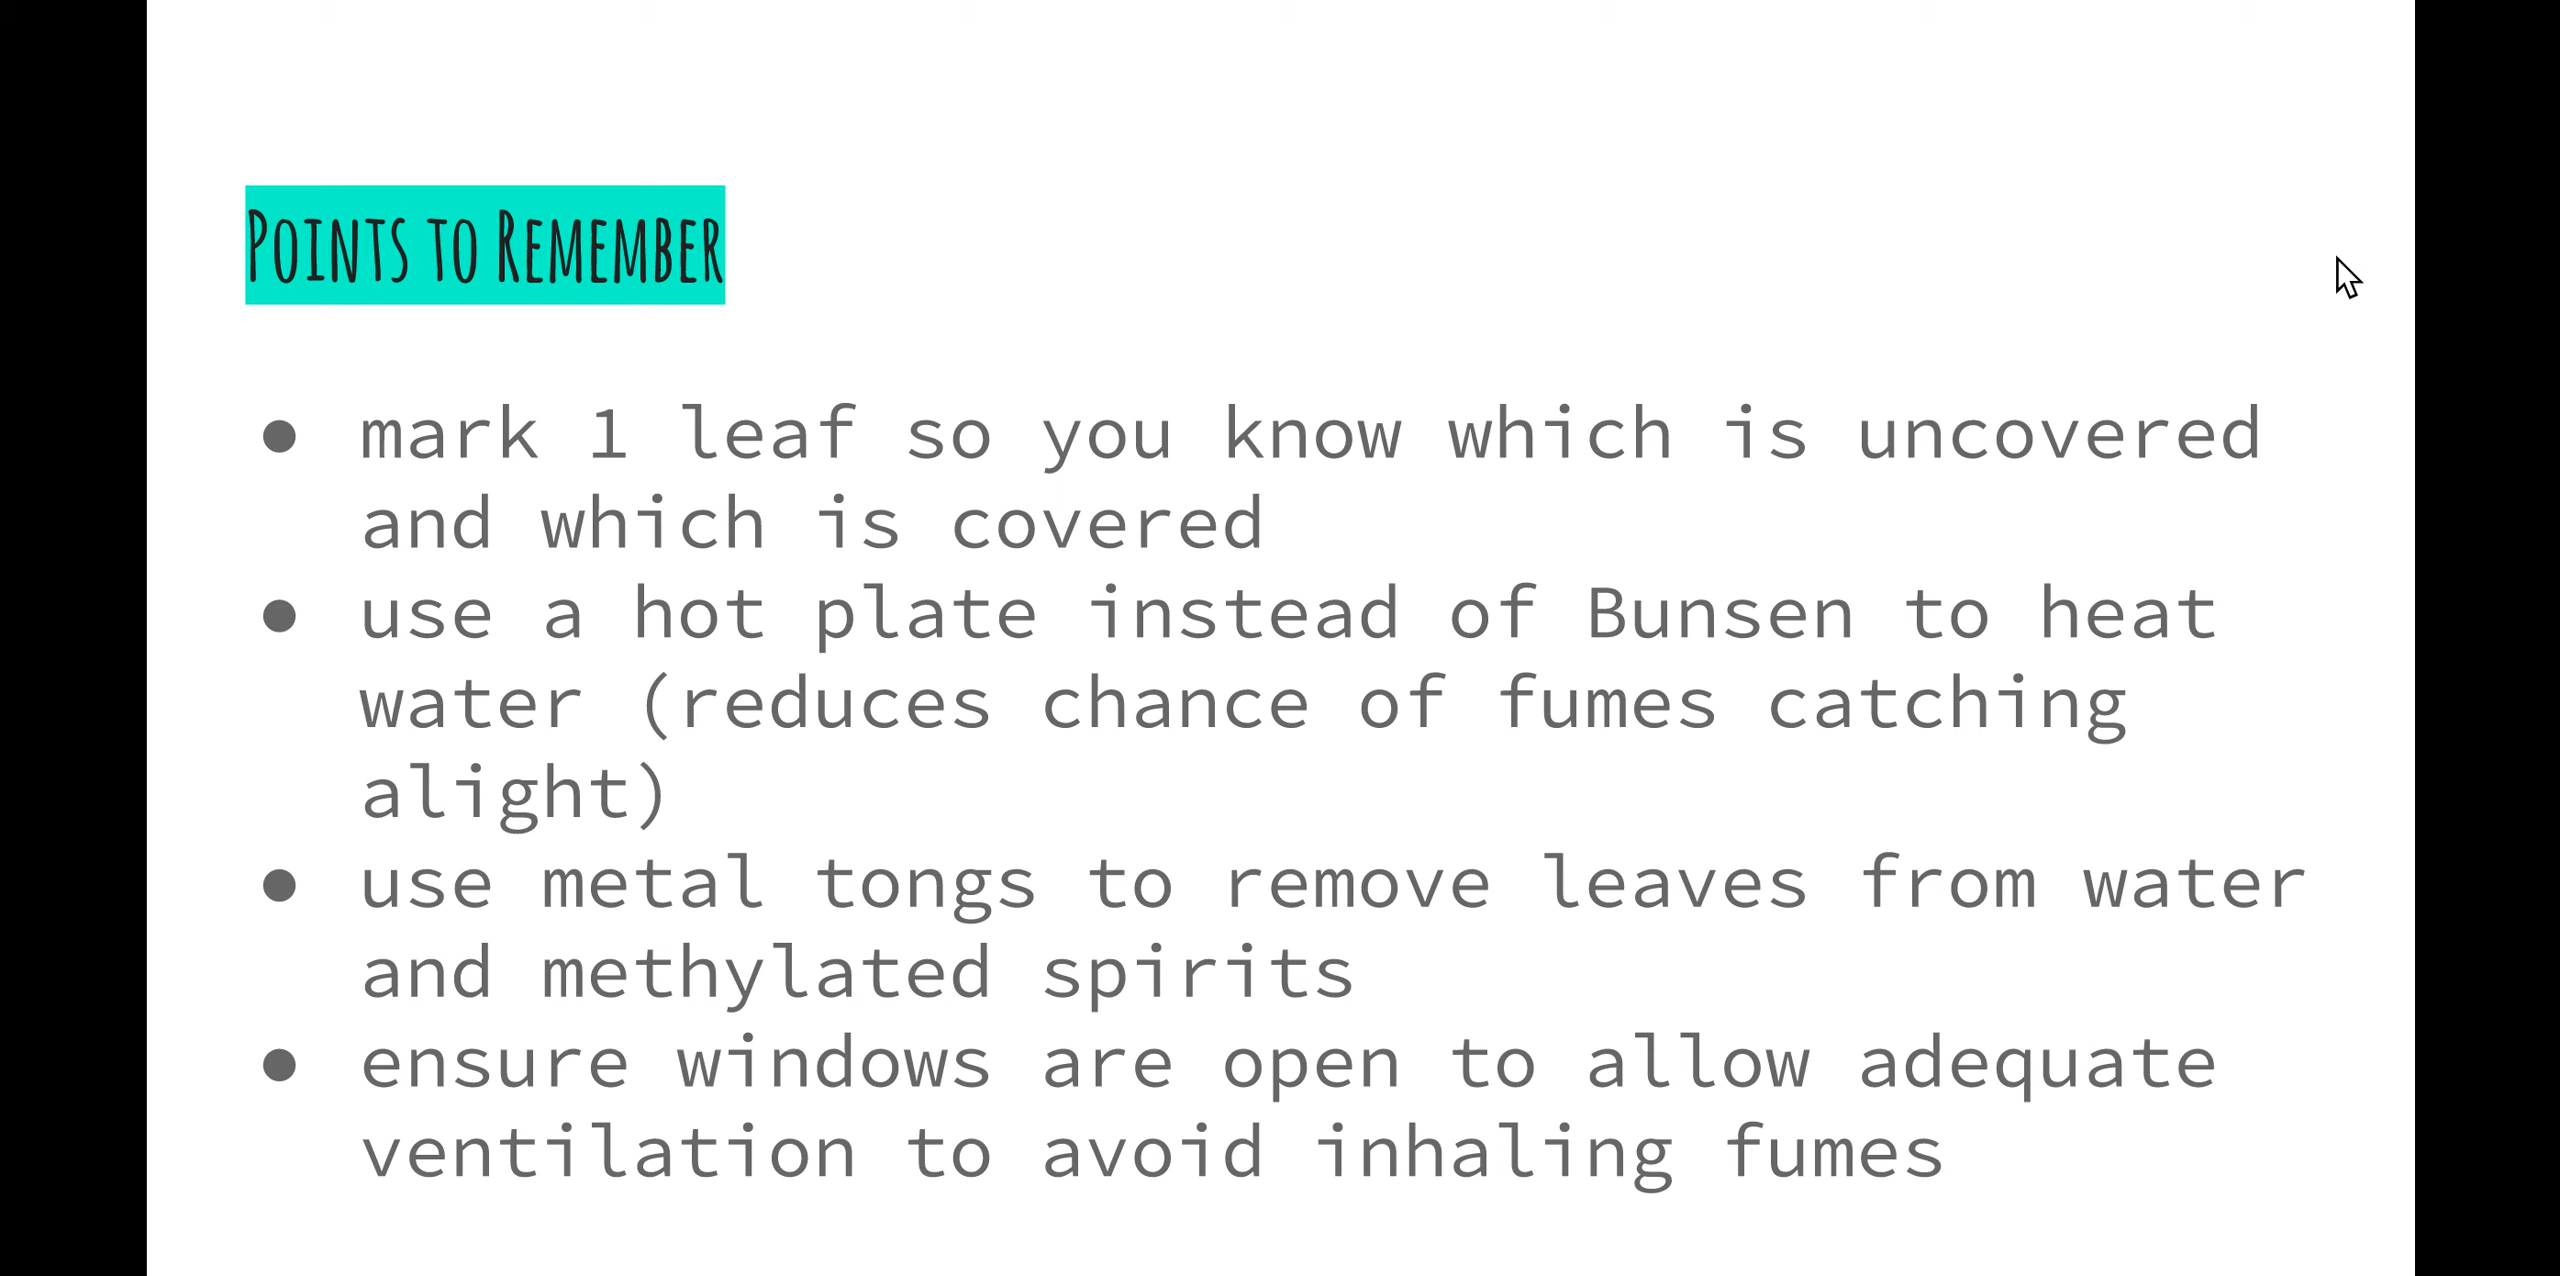 Points to Remember
● mark 1 leaf so you know which is uncovered
and which is covered
● use a hot plate instead of Bunsen to heat
water (reduces chance of fumes catching
alight)
● use metal tongs to remove leaves from water
and methylated spirits
● ensure windows are open to allow adequate
ventilation to avoid inhaling fumes